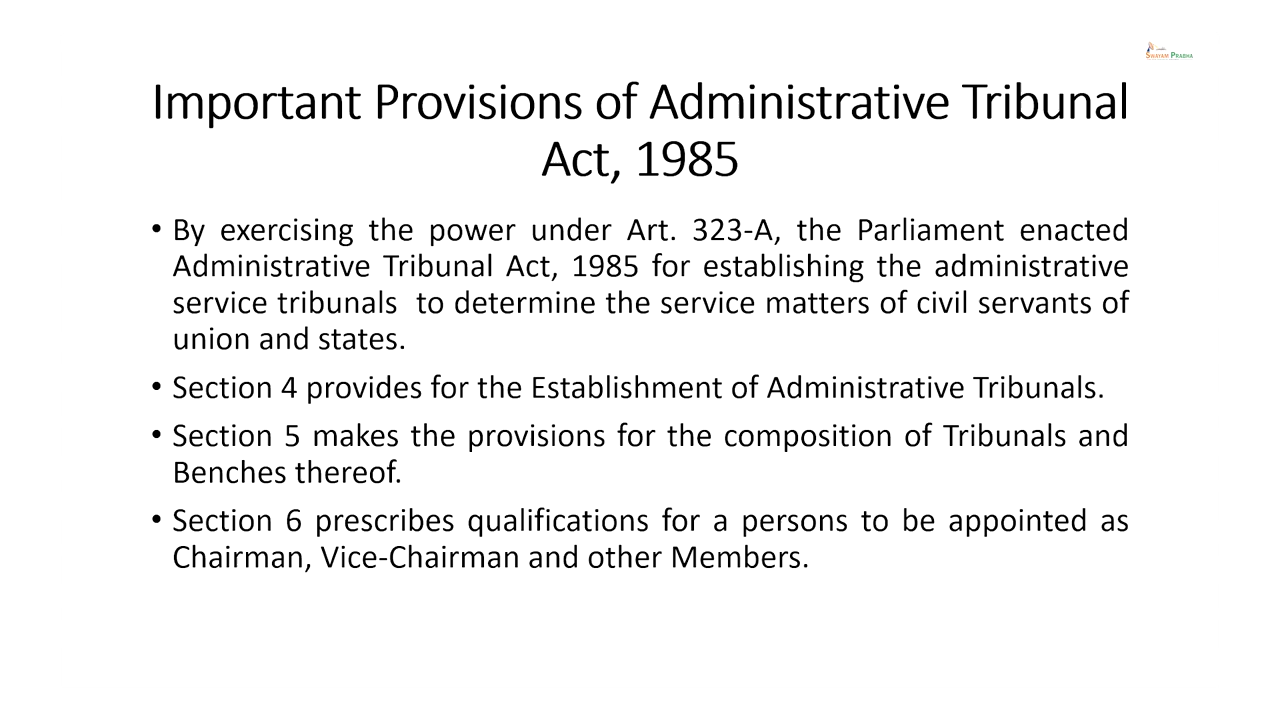 Swayam Prabha
Important Provisions of Administrative Tribunal
Act, 1985
• By exercising the power under Art. 323-A, the Parliament enacted
Administrative Tribunal Act, 1985 for establishing the administrative
service tribunals  to determine the service matters of civil servants of
union and states.
• Section 4 provides for the Establishment of Administrative Tribunals.
• Section 5 makes the provisions for the composition of Tribunals and
Benches thereof.
• Section 6 prescribes qualifications for a persons to be appointed as
Chairman, Vice-Chairman and other Members.